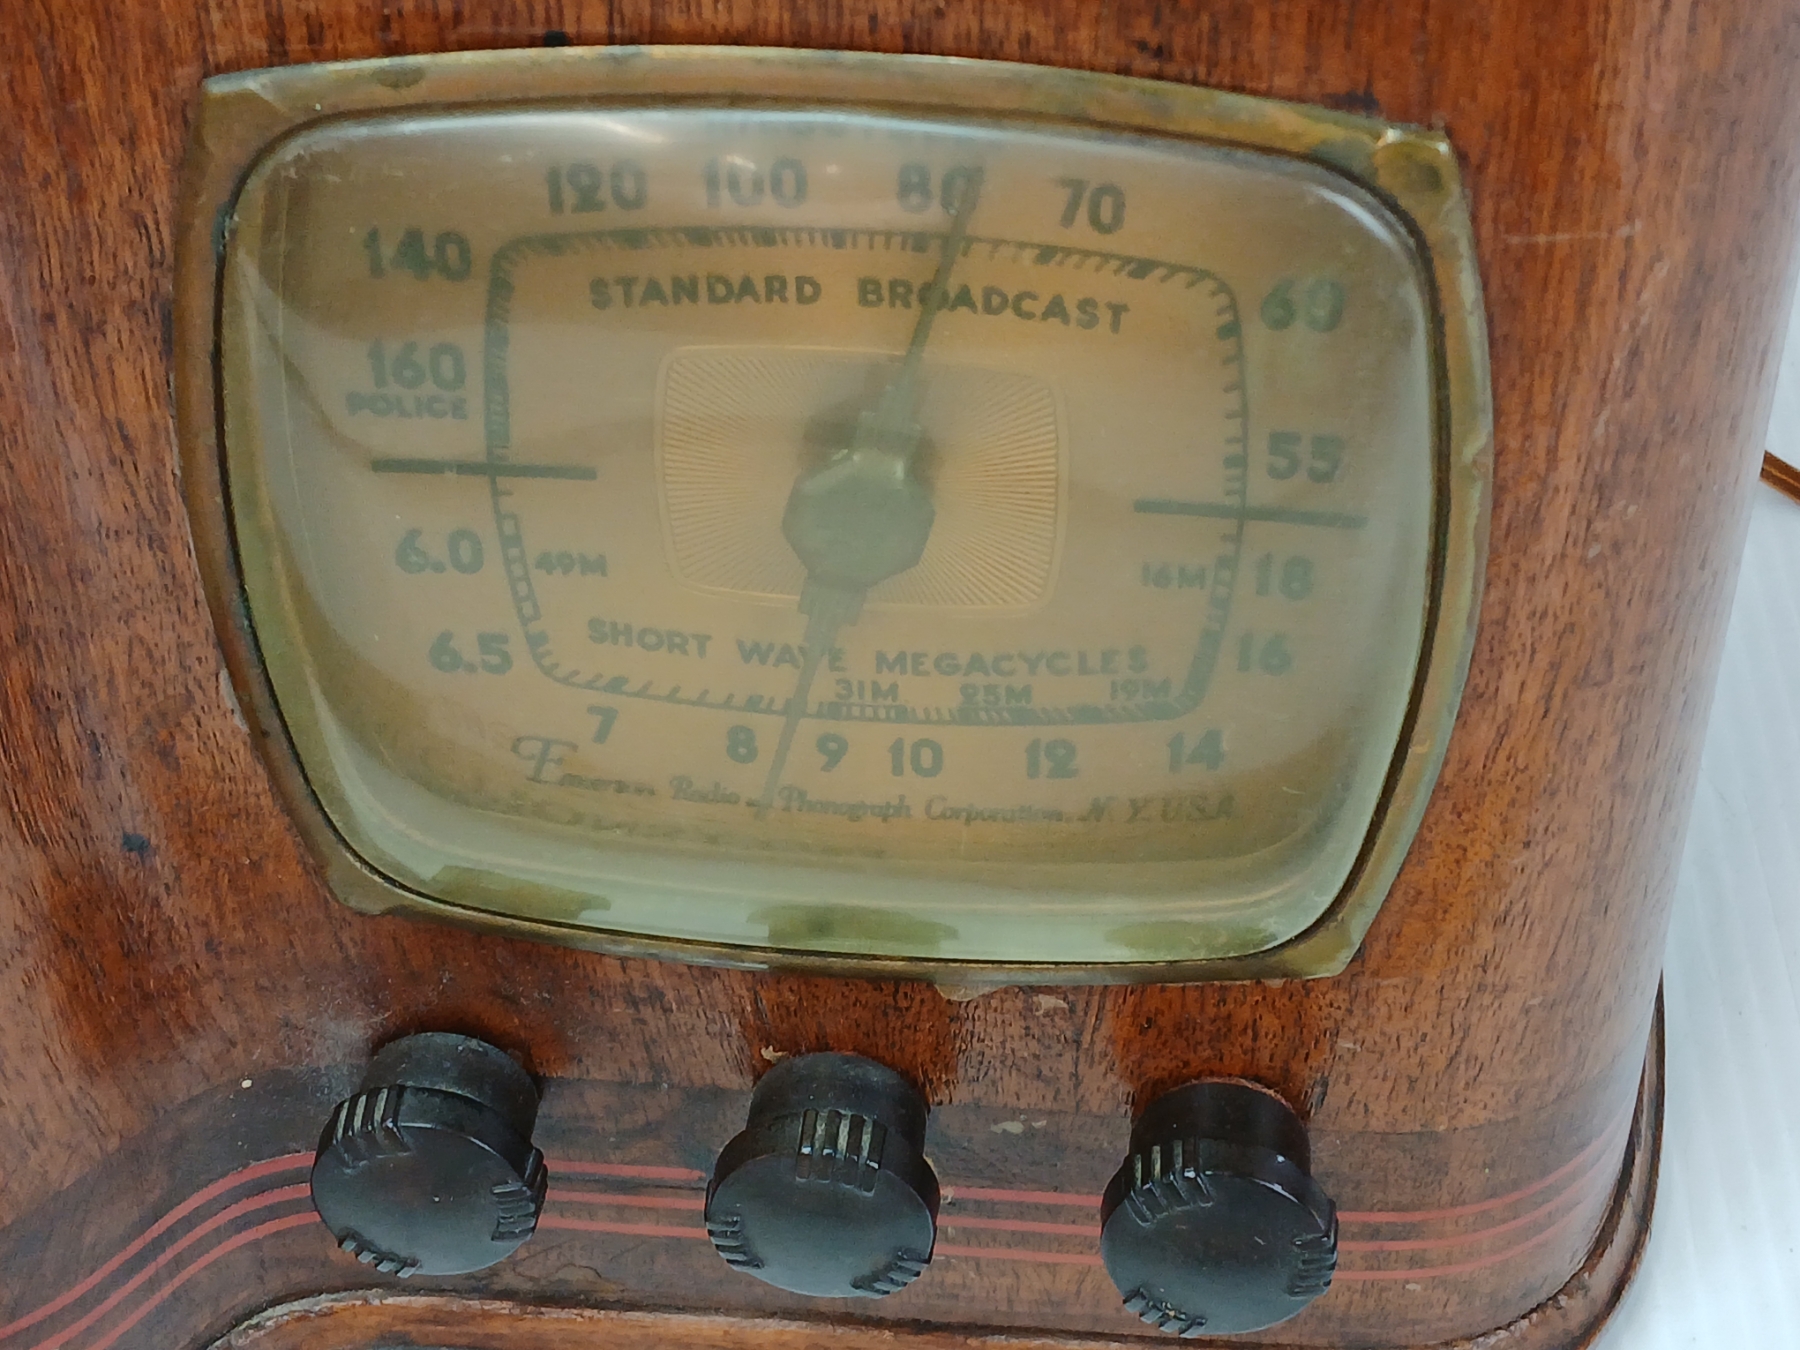 120 100 80 70
140 60
STANDARD BROADCAST
160 55
POLICE
6.0 49M 16M 18
6.5 SHORT WAVE MEGACYCLES 16
31M 25M 19M
7 8 9 10 12 14
Emerson Radio and Phonograph Corporation, N.Y. U.S.A.